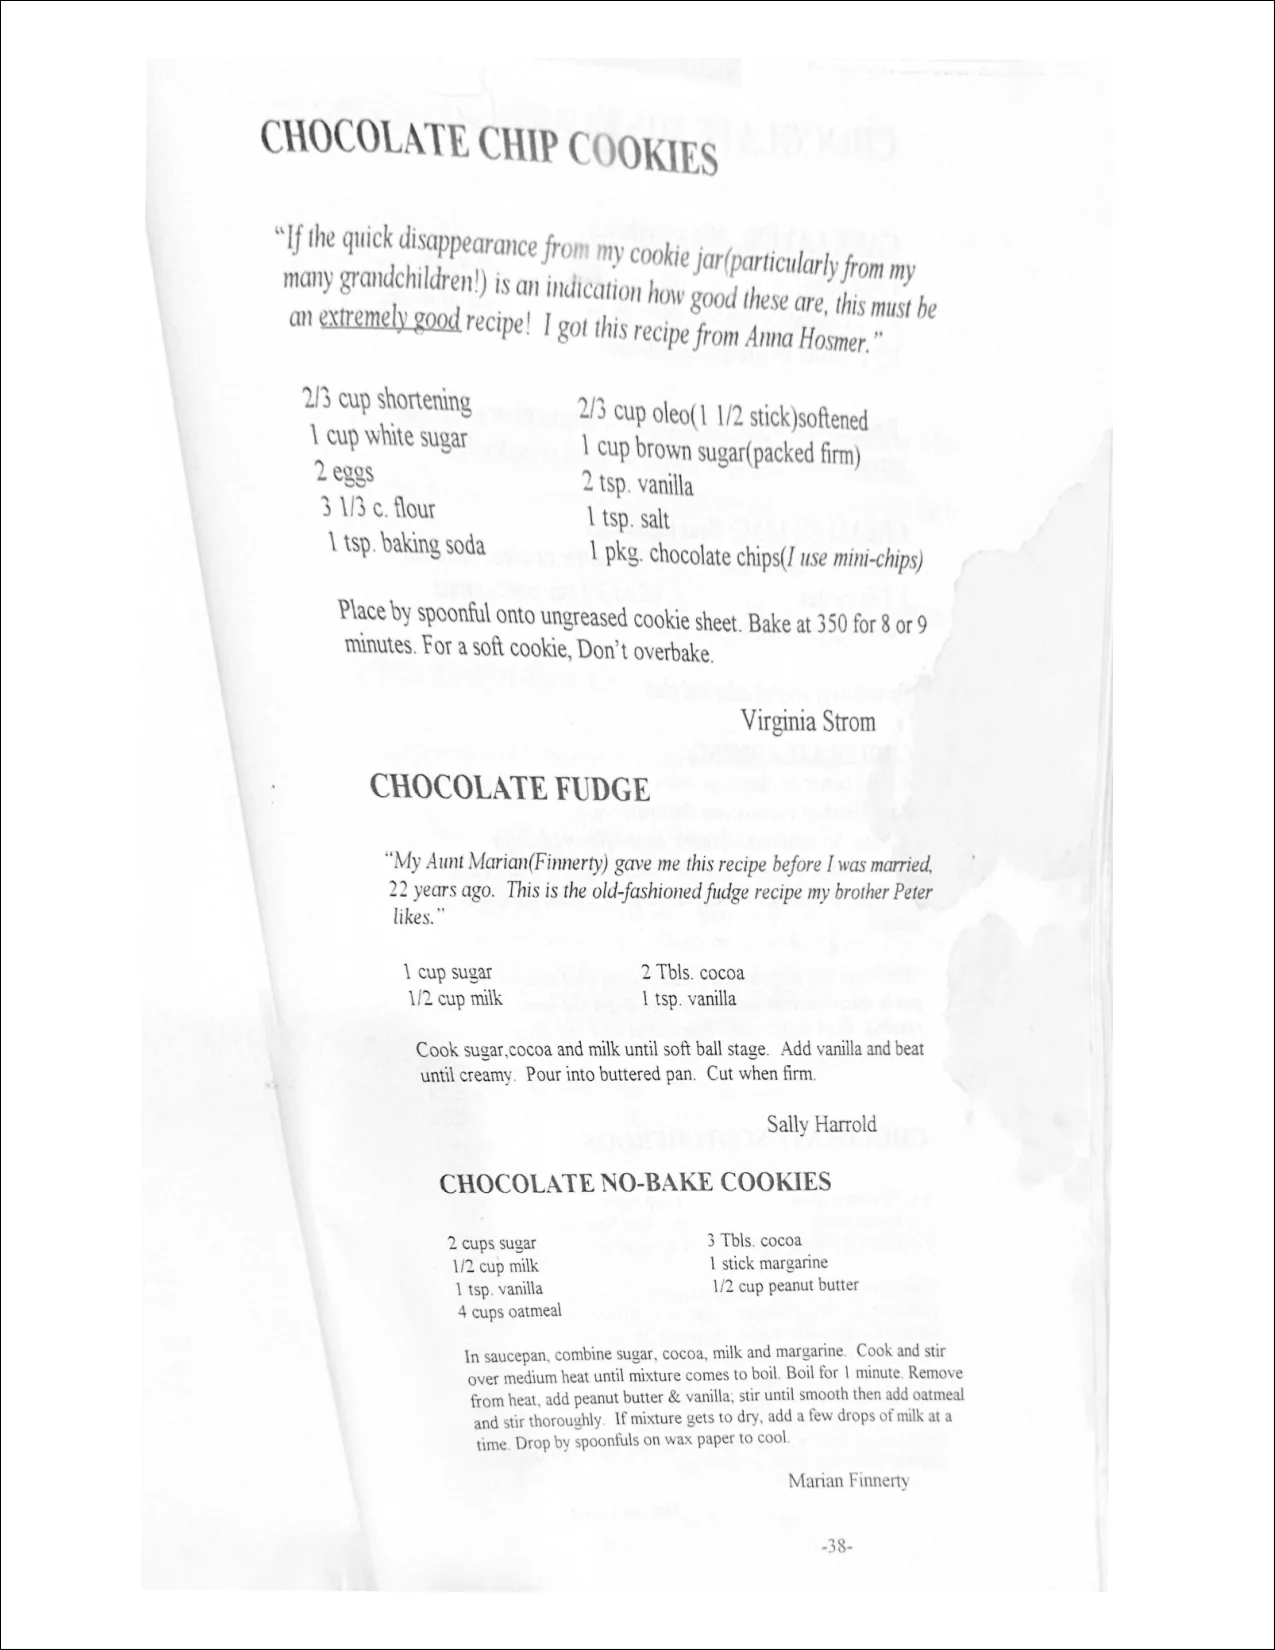 CHOCOLATE CHIP COOKIES
"If the quick disappearance from my cookie jar(particularly from my
many grandchildren!) is an indication how good these are, this must be
an extremely good recipe! I got this recipe from Anna Hosmer."
2/3 cup shortening 2/3 cup oleo(1 1/2 stick)softened
1 cup white sugar 1 cup brown sugar(packed firm)
2 eggs 2 tsp. vanilla
3 1/3 c. flour 1 tsp. salt
1 tsp. baking soda 1 pkg. chocolate chips(I use mini-chips)
Place by spoonful onto ungreased cookie sheet. Bake at 350 for 8 or 9
minutes. For a soft cookie, Don't overbake.
Virginia Strom
CHOCOLATE FUDGE
"My Aunt Marian(Finnerty) gave me this recipe before I was married,
22 years ago. This is the old-fashioned fudge recipe my brother Peter
likes."
1 cup sugar 2 Tbls. cocoa
1/2 cup milk 1 tsp. vanilla
Cook sugar,cocoa and milk until soft ball stage. Add vanilla and beat
until creamy. Pour into buttered pan. Cut when firm.
Sally Harrold
CHOCOLATE NO-BAKE COOKIES
2 cups sugar 3 Tbls. cocoa
1/2 cup milk 1 stick margarine
1 tsp. vanilla 1/2 cup peanut butter
4 cups oatmeal
In saucepan, combine sugar, cocoa, milk and margarine. Cook and stir
over medium heat until mixture comes to boil. Boil for 1 minute. Remove
from heat, add peanut butter & vanilla; stir until smooth then add oatmeal
and stir thoroughly. If mixture gets to dry, add a few drops of milk at a
time. Drop by spoonfuls on wax paper to cool.
Marian Finnerty
-38-